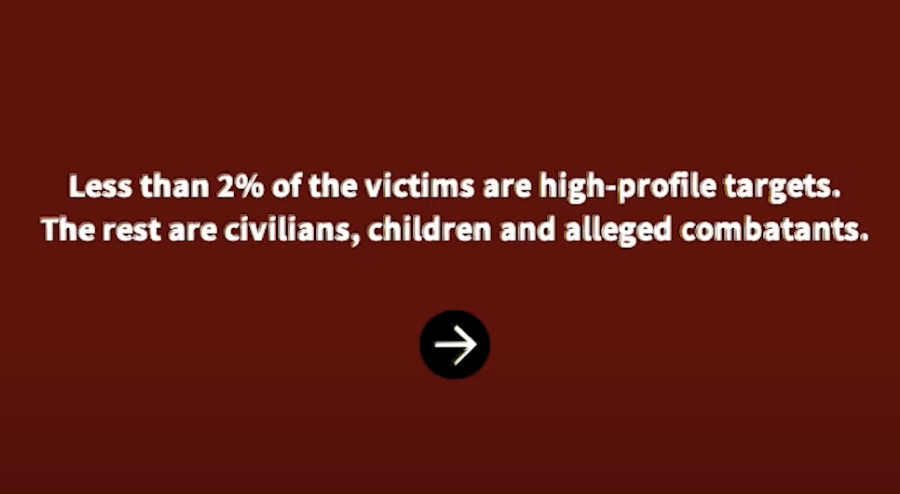 Less than 2% of the victims are high-profile targets.
The rest are civilians, children and alleged combatants.